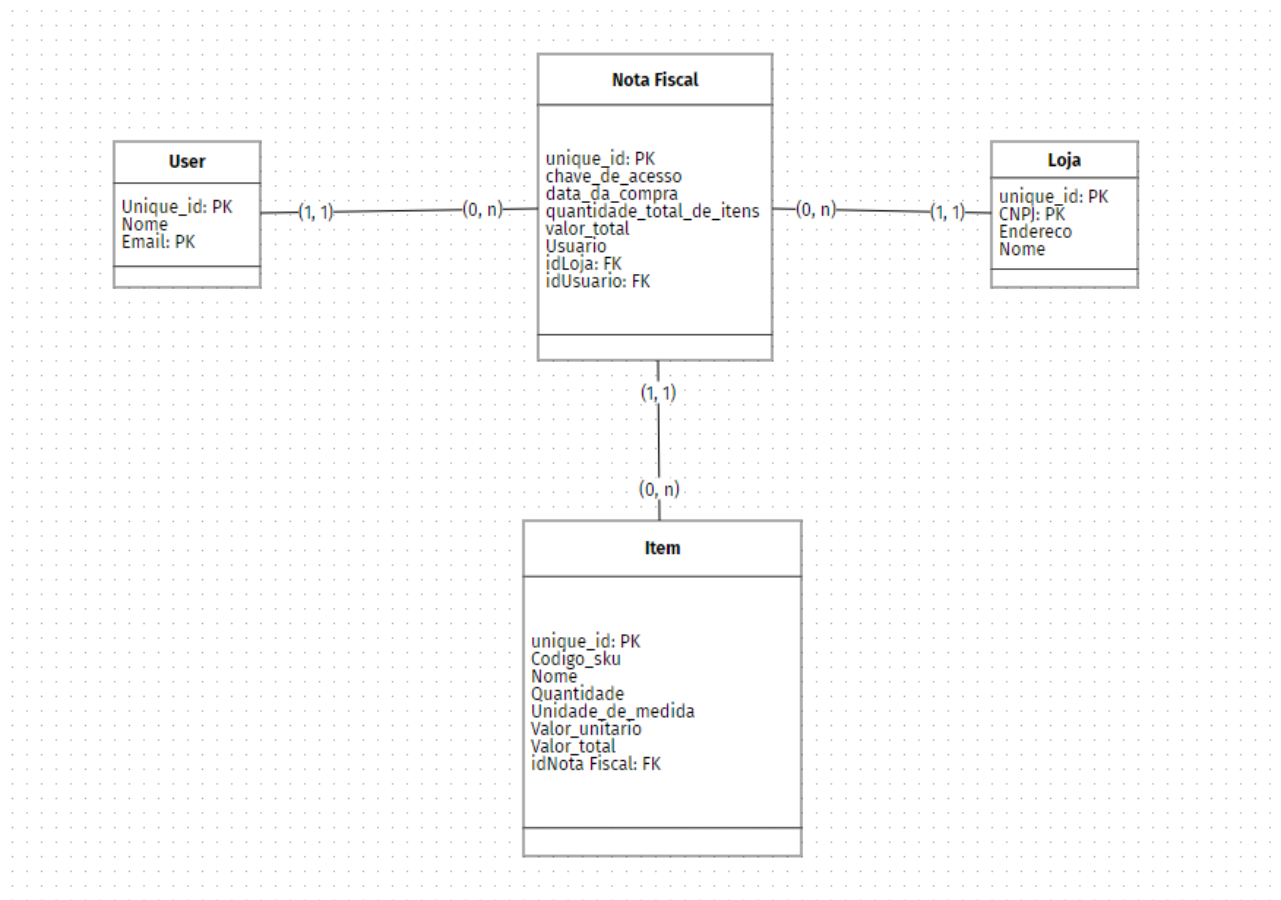 Nota Fiscal
unique_id: PK
chave_de_acesso
data_da_compra
quantidade_total_de_itens
valor_total
Usuario
idLoja: FK
idUsuario: FK
User
Unique_id: PK
Nome
Email: PK
(1, 1)
(0, n)
(0, n)
(1, 1)
Loja
unique_id: PK
CNPJ: PK
Endereco
Nome
(1, 1)
(0, n)
Item
unique_id: PK
Codigo_sku
Nome
Quantidade
Unidade_de_medida
Valor_unitario
Valor_total
idNota Fiscal: FK